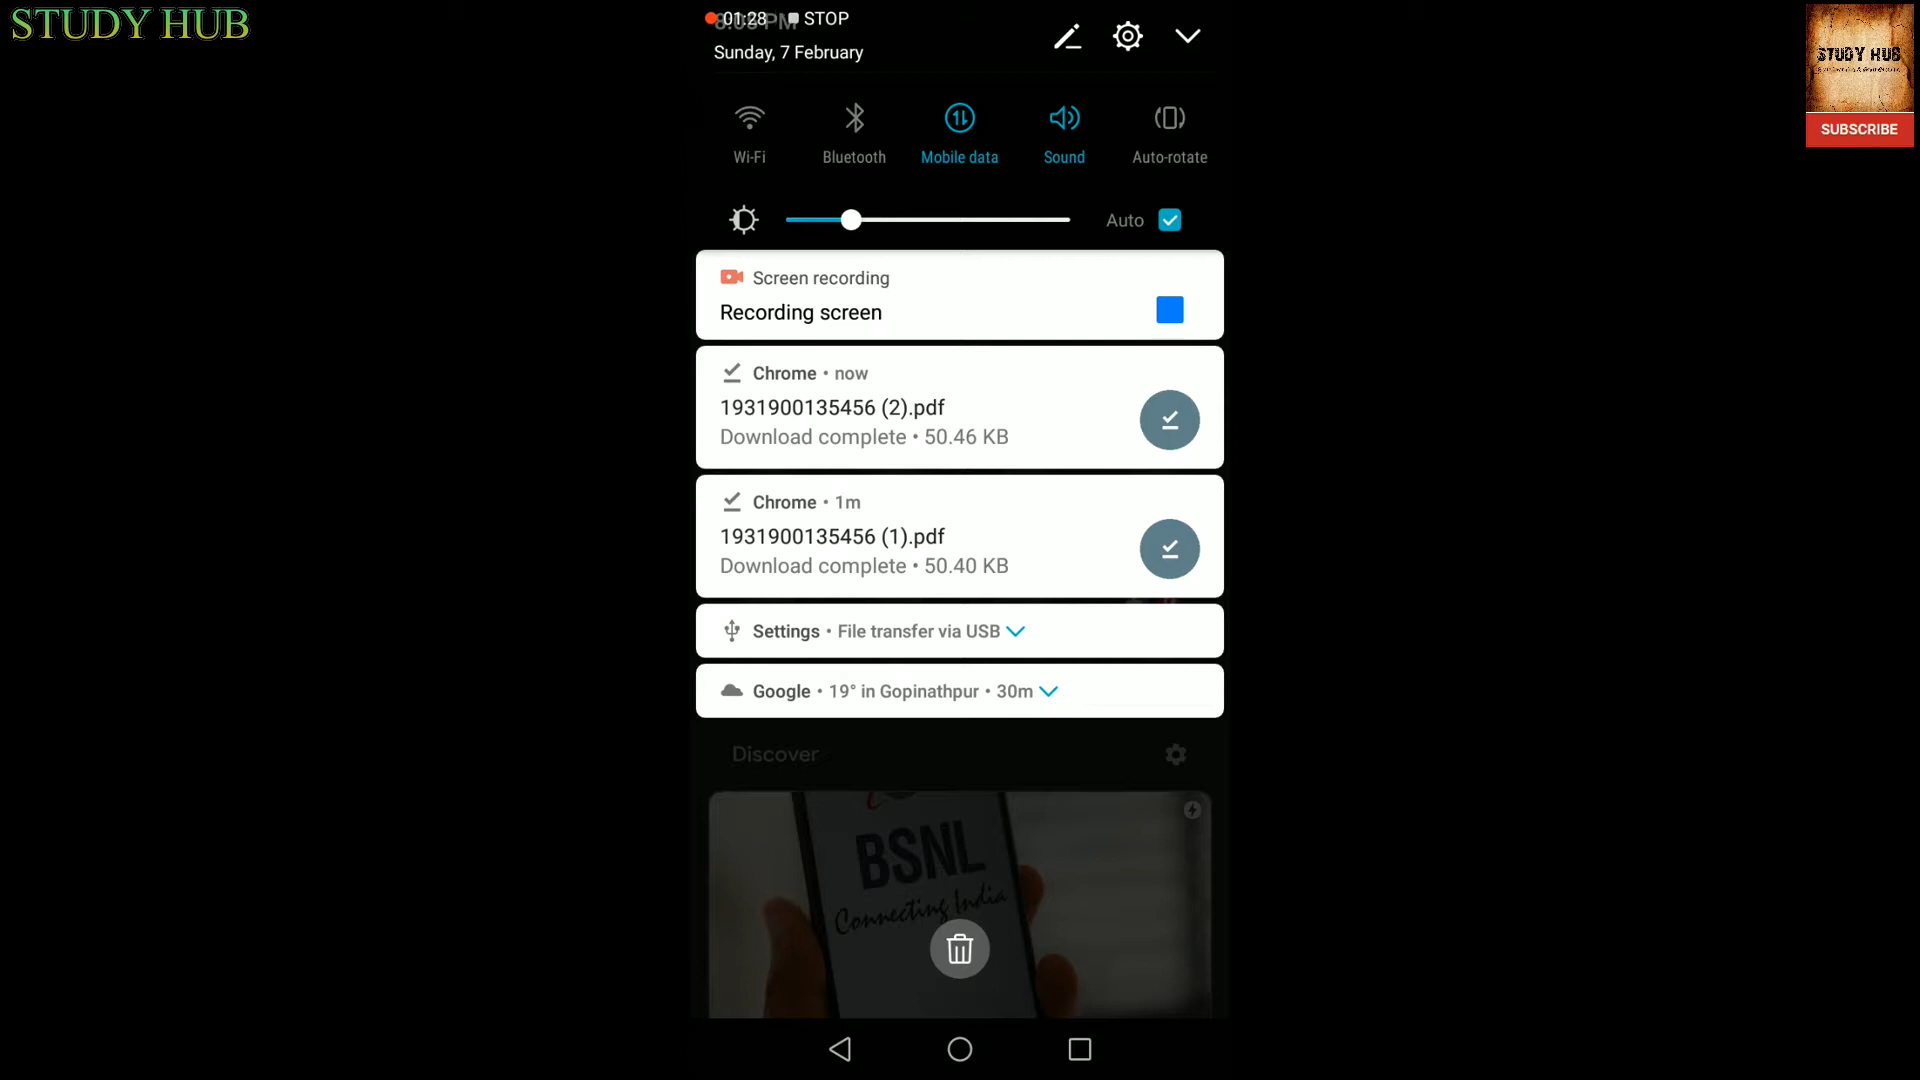 STUDY HUB
01:28 STOP
Sunday, 7 February
STUDY HUB
SUBSCRIBE
Wi-Fi
Bluetooth
Mobile data
Sound
Auto-rotate
Auto
Screen recording
Recording screen
Chrome • now
1931900135456 (2).pdf
Download complete • 50.46 KB
Chrome • 1m
1931900135456 (1).pdf
Download complete • 50.40 KB
Settings • File transfer via USB
Google • 19° in Gopinathpur • 30m
Discover
BSNL
Connecting India